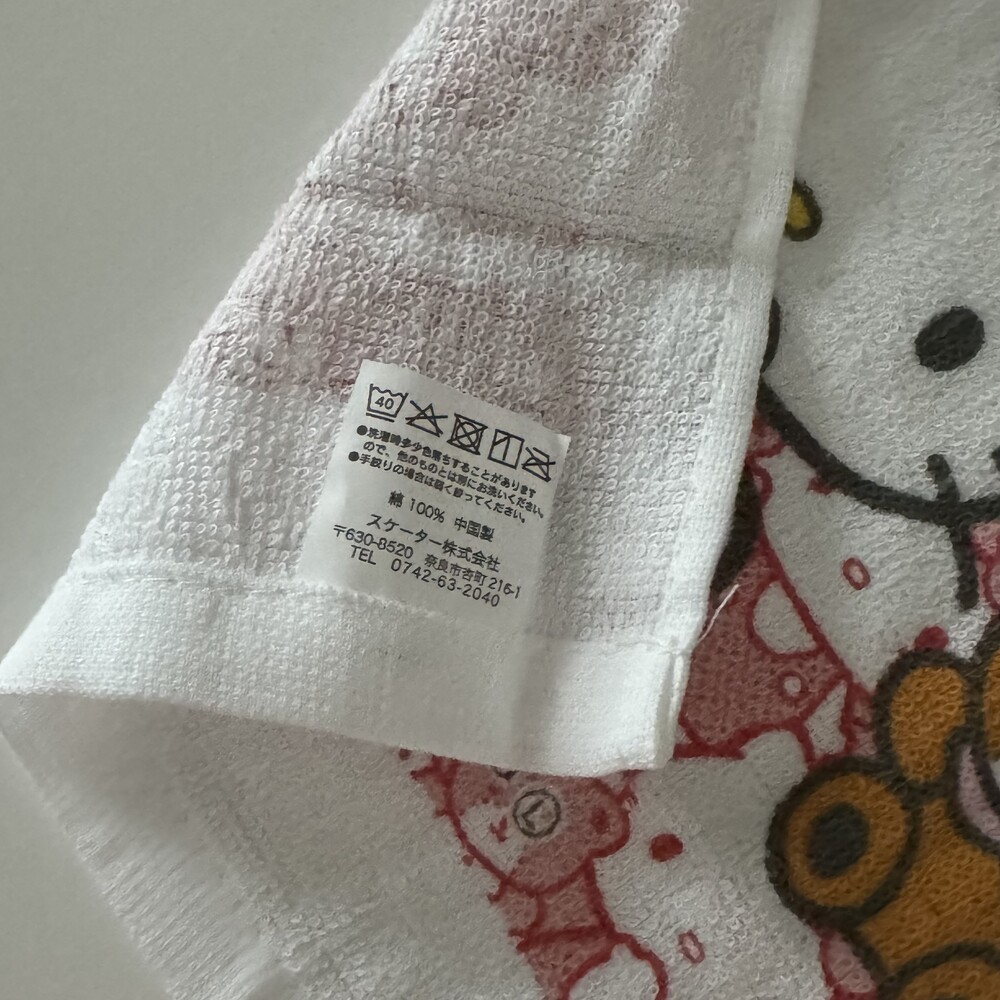 40
●洗濯時多少色落ちすることがあります
ので、他のものとは別にお洗いください。
●手絞りの場合は弱く絞ってください。
綿 100% 中国製
スケーター株式会社
〒630-8520 奈良市杏町 216-1
TEL 0742-63-2040